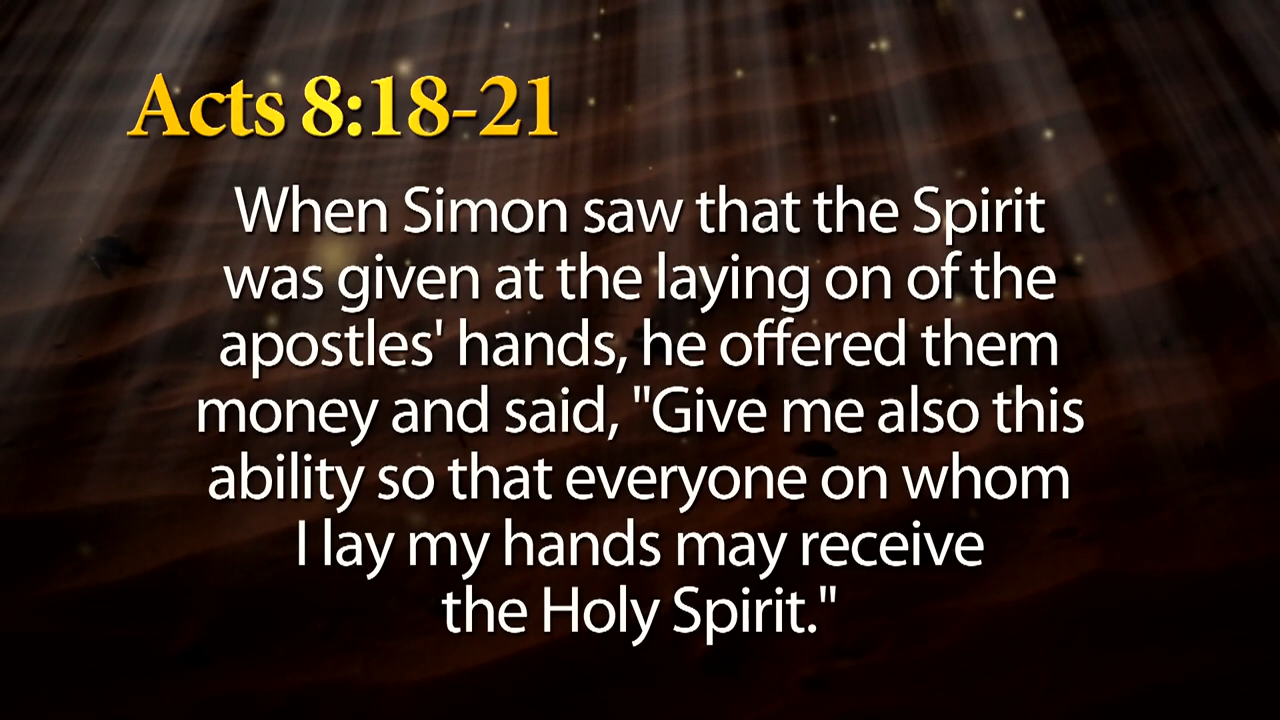 Acts 8:18-21
When Simon saw that the Spirit
was given at the laying on of the
apostles' hands, he offered them
money and said, "Give me also this
ability so that everyone on whom
I lay my hands may receive
the Holy Spirit."